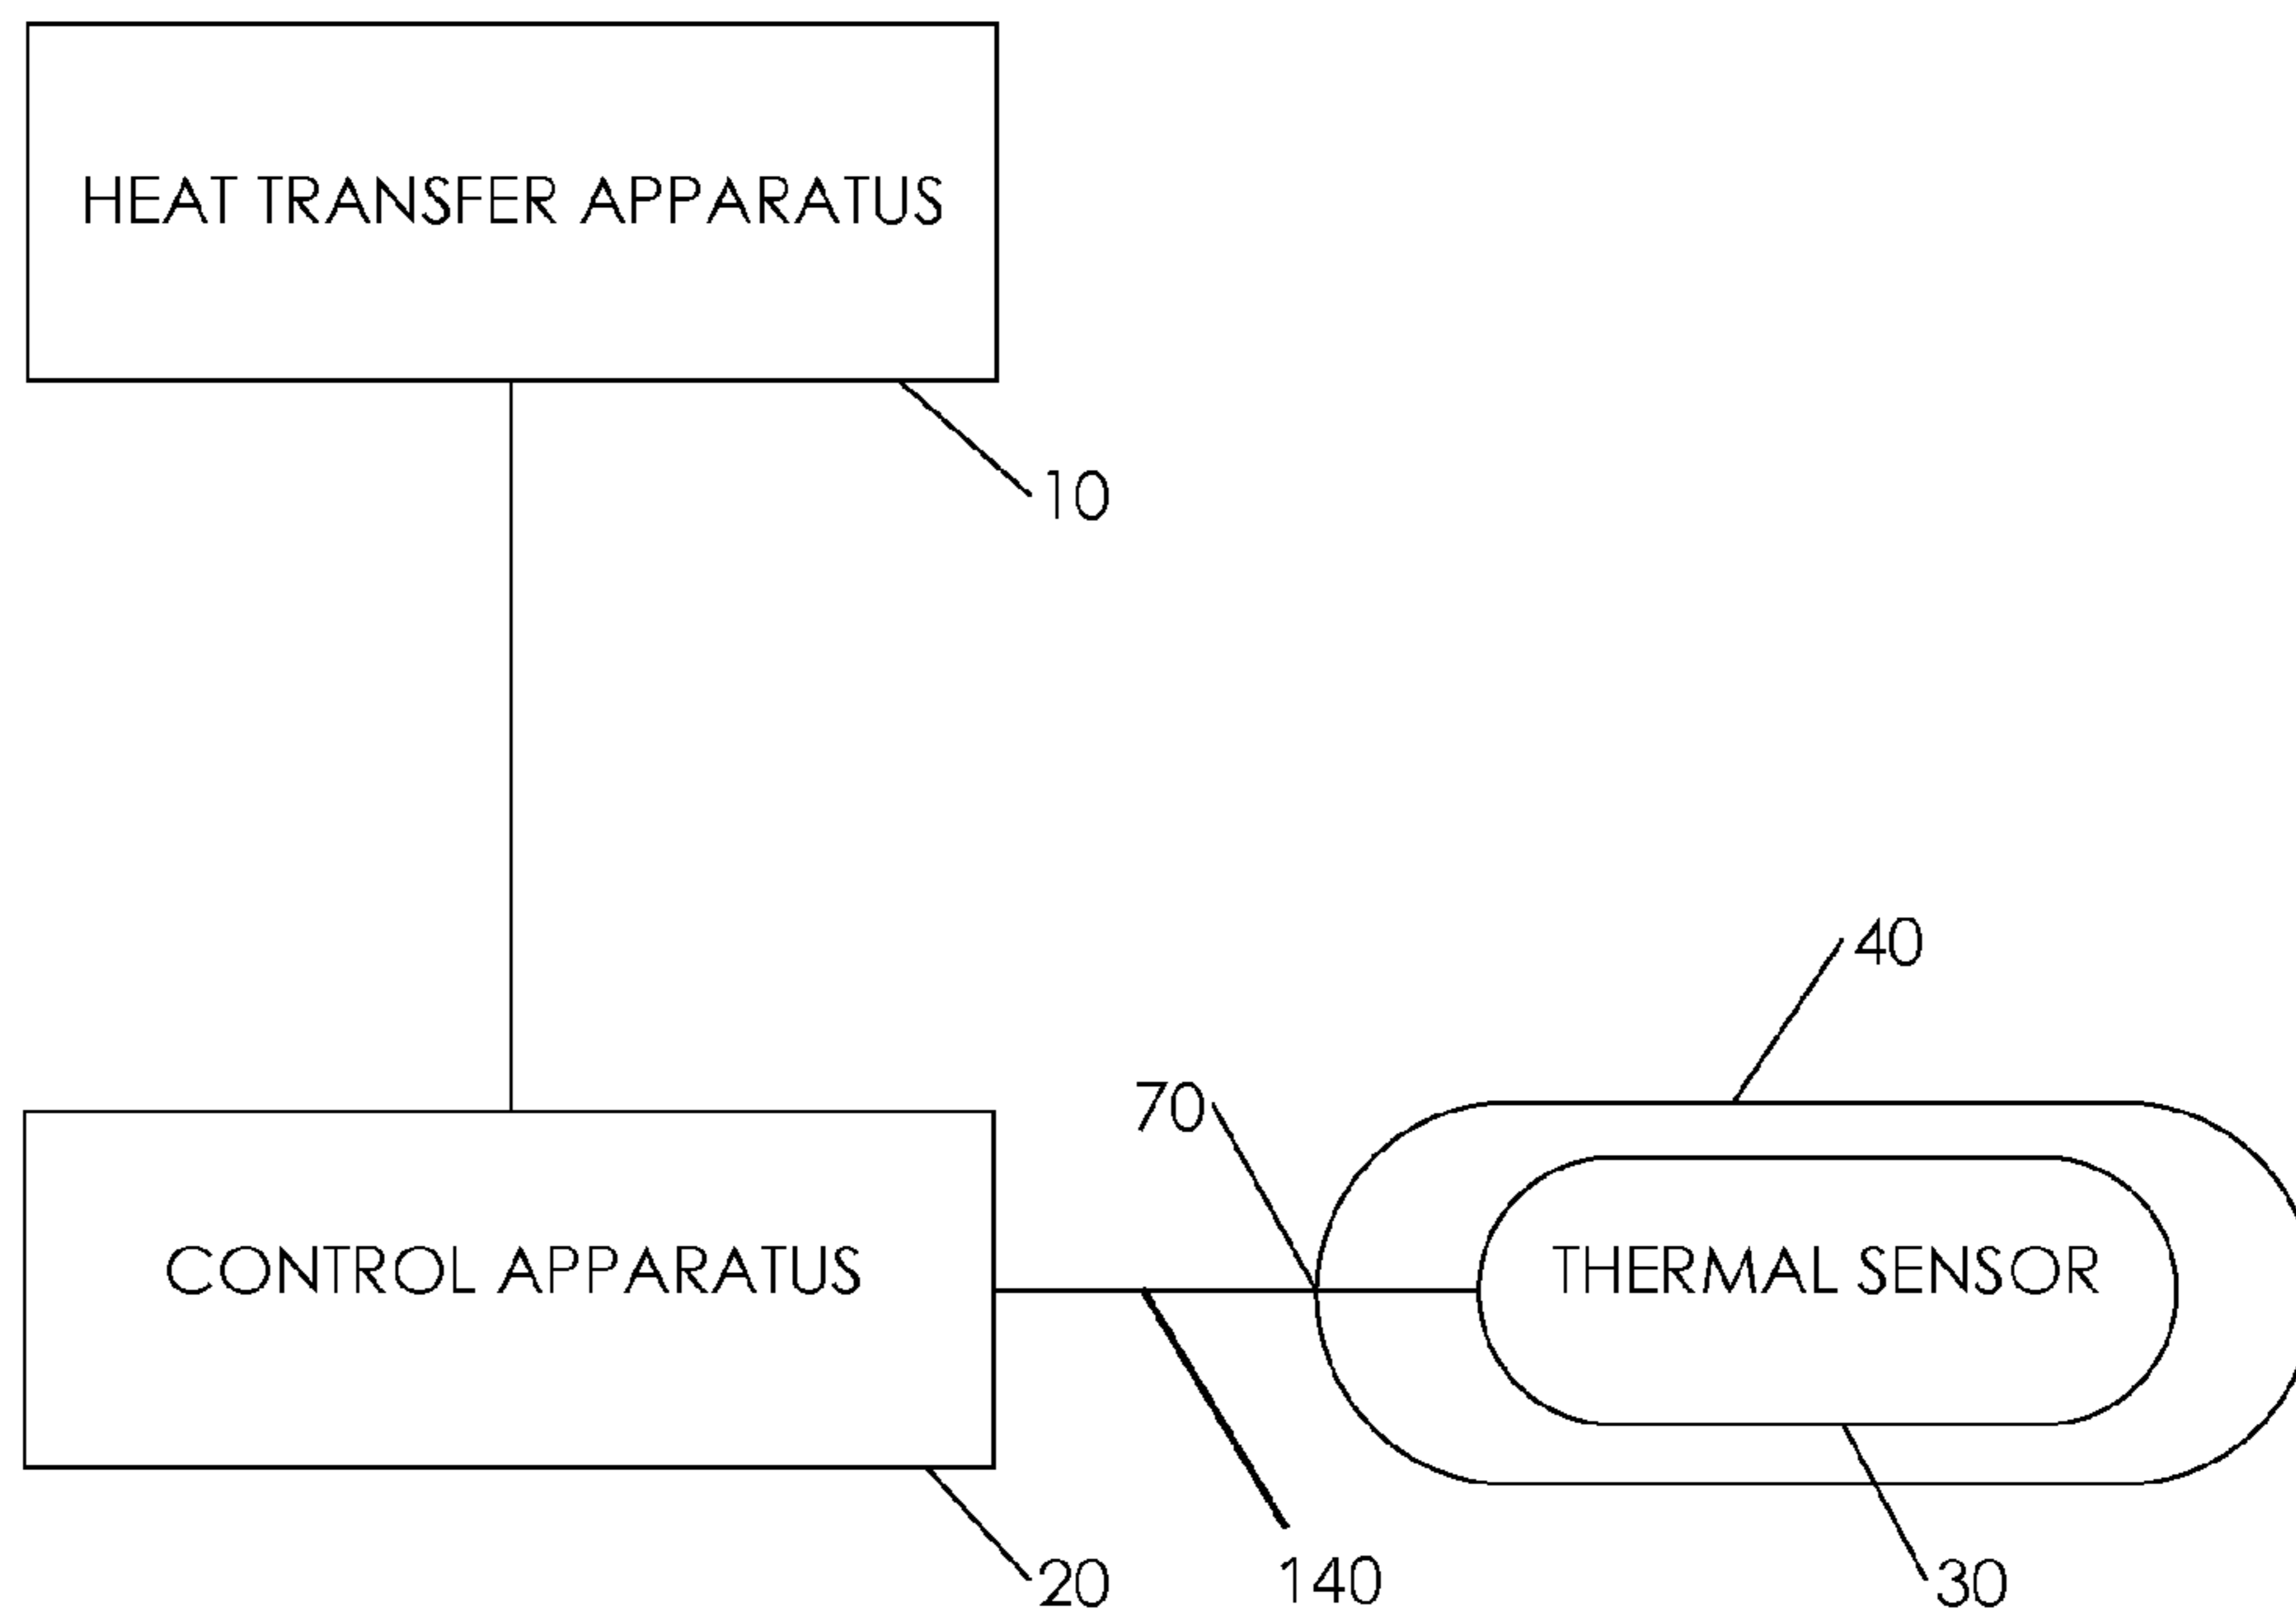 HEAT TRANSFER APPARATUS
10
40
70
CONTROL APPARATUS
THERMAL SENSOR
20
140
30